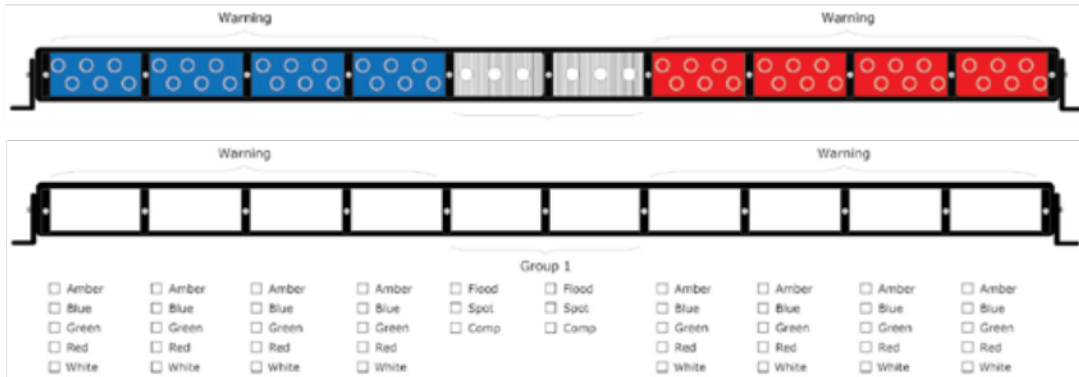 Warning Warning
Warning Warning
Group 1
Amber Amber Amber Amber Flood Flood Amber Amber Amber Amber
Blue Blue Blue Blue Spot Spot Blue Blue Blue Blue
Green Green Green Green Comp Comp Green Green Green Green
Red Red Red Red Red Red Red Red
White White White White White White White White